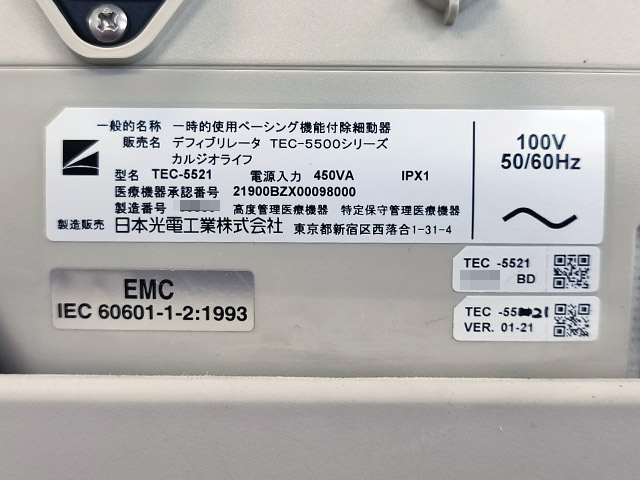 一般的名称 一時的使用ペーシング機能付除細動器
販売名 デフィブリレータ TEC-5500シリーズ
カルジオライフ
型名 TEC-5521 電源入力 450VA IPX1
医療機器承認番号 21900BZX00098000
製造番号 高度管理医療機器 特定保守管理医療機器
製造販売 日本光電工業株式会社 東京都新宿区西落合1-31-4
100V
50/60Hz
TEC -5521
BD
EMC
IEC 60601-1-2:1993
TEC -5521
VER. 01-21